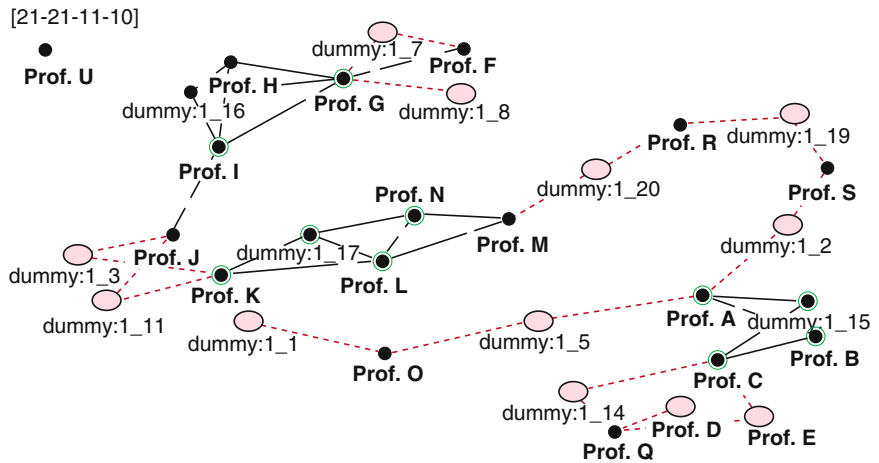 [21-21-11-10]
Prof. U
dummy:1_7
Prof. F
Prof. H
Prof. G
dummy:1_16
dummy:1_8
Prof. I
Prof. R
dummy:1_19
dummy:1_20
Prof. S
Prof. N
dummy:1_2
Prof. J
dummy:1_17
Prof. M
dummy:1_3
Prof. K
Prof. L
dummy:1_11
dummy:1_1
dummy:1_5
Prof. A
dummy:1_15
Prof. B
Prof. O
Prof. C
dummy:1_14
Prof. D
Prof. E
Prof. Q